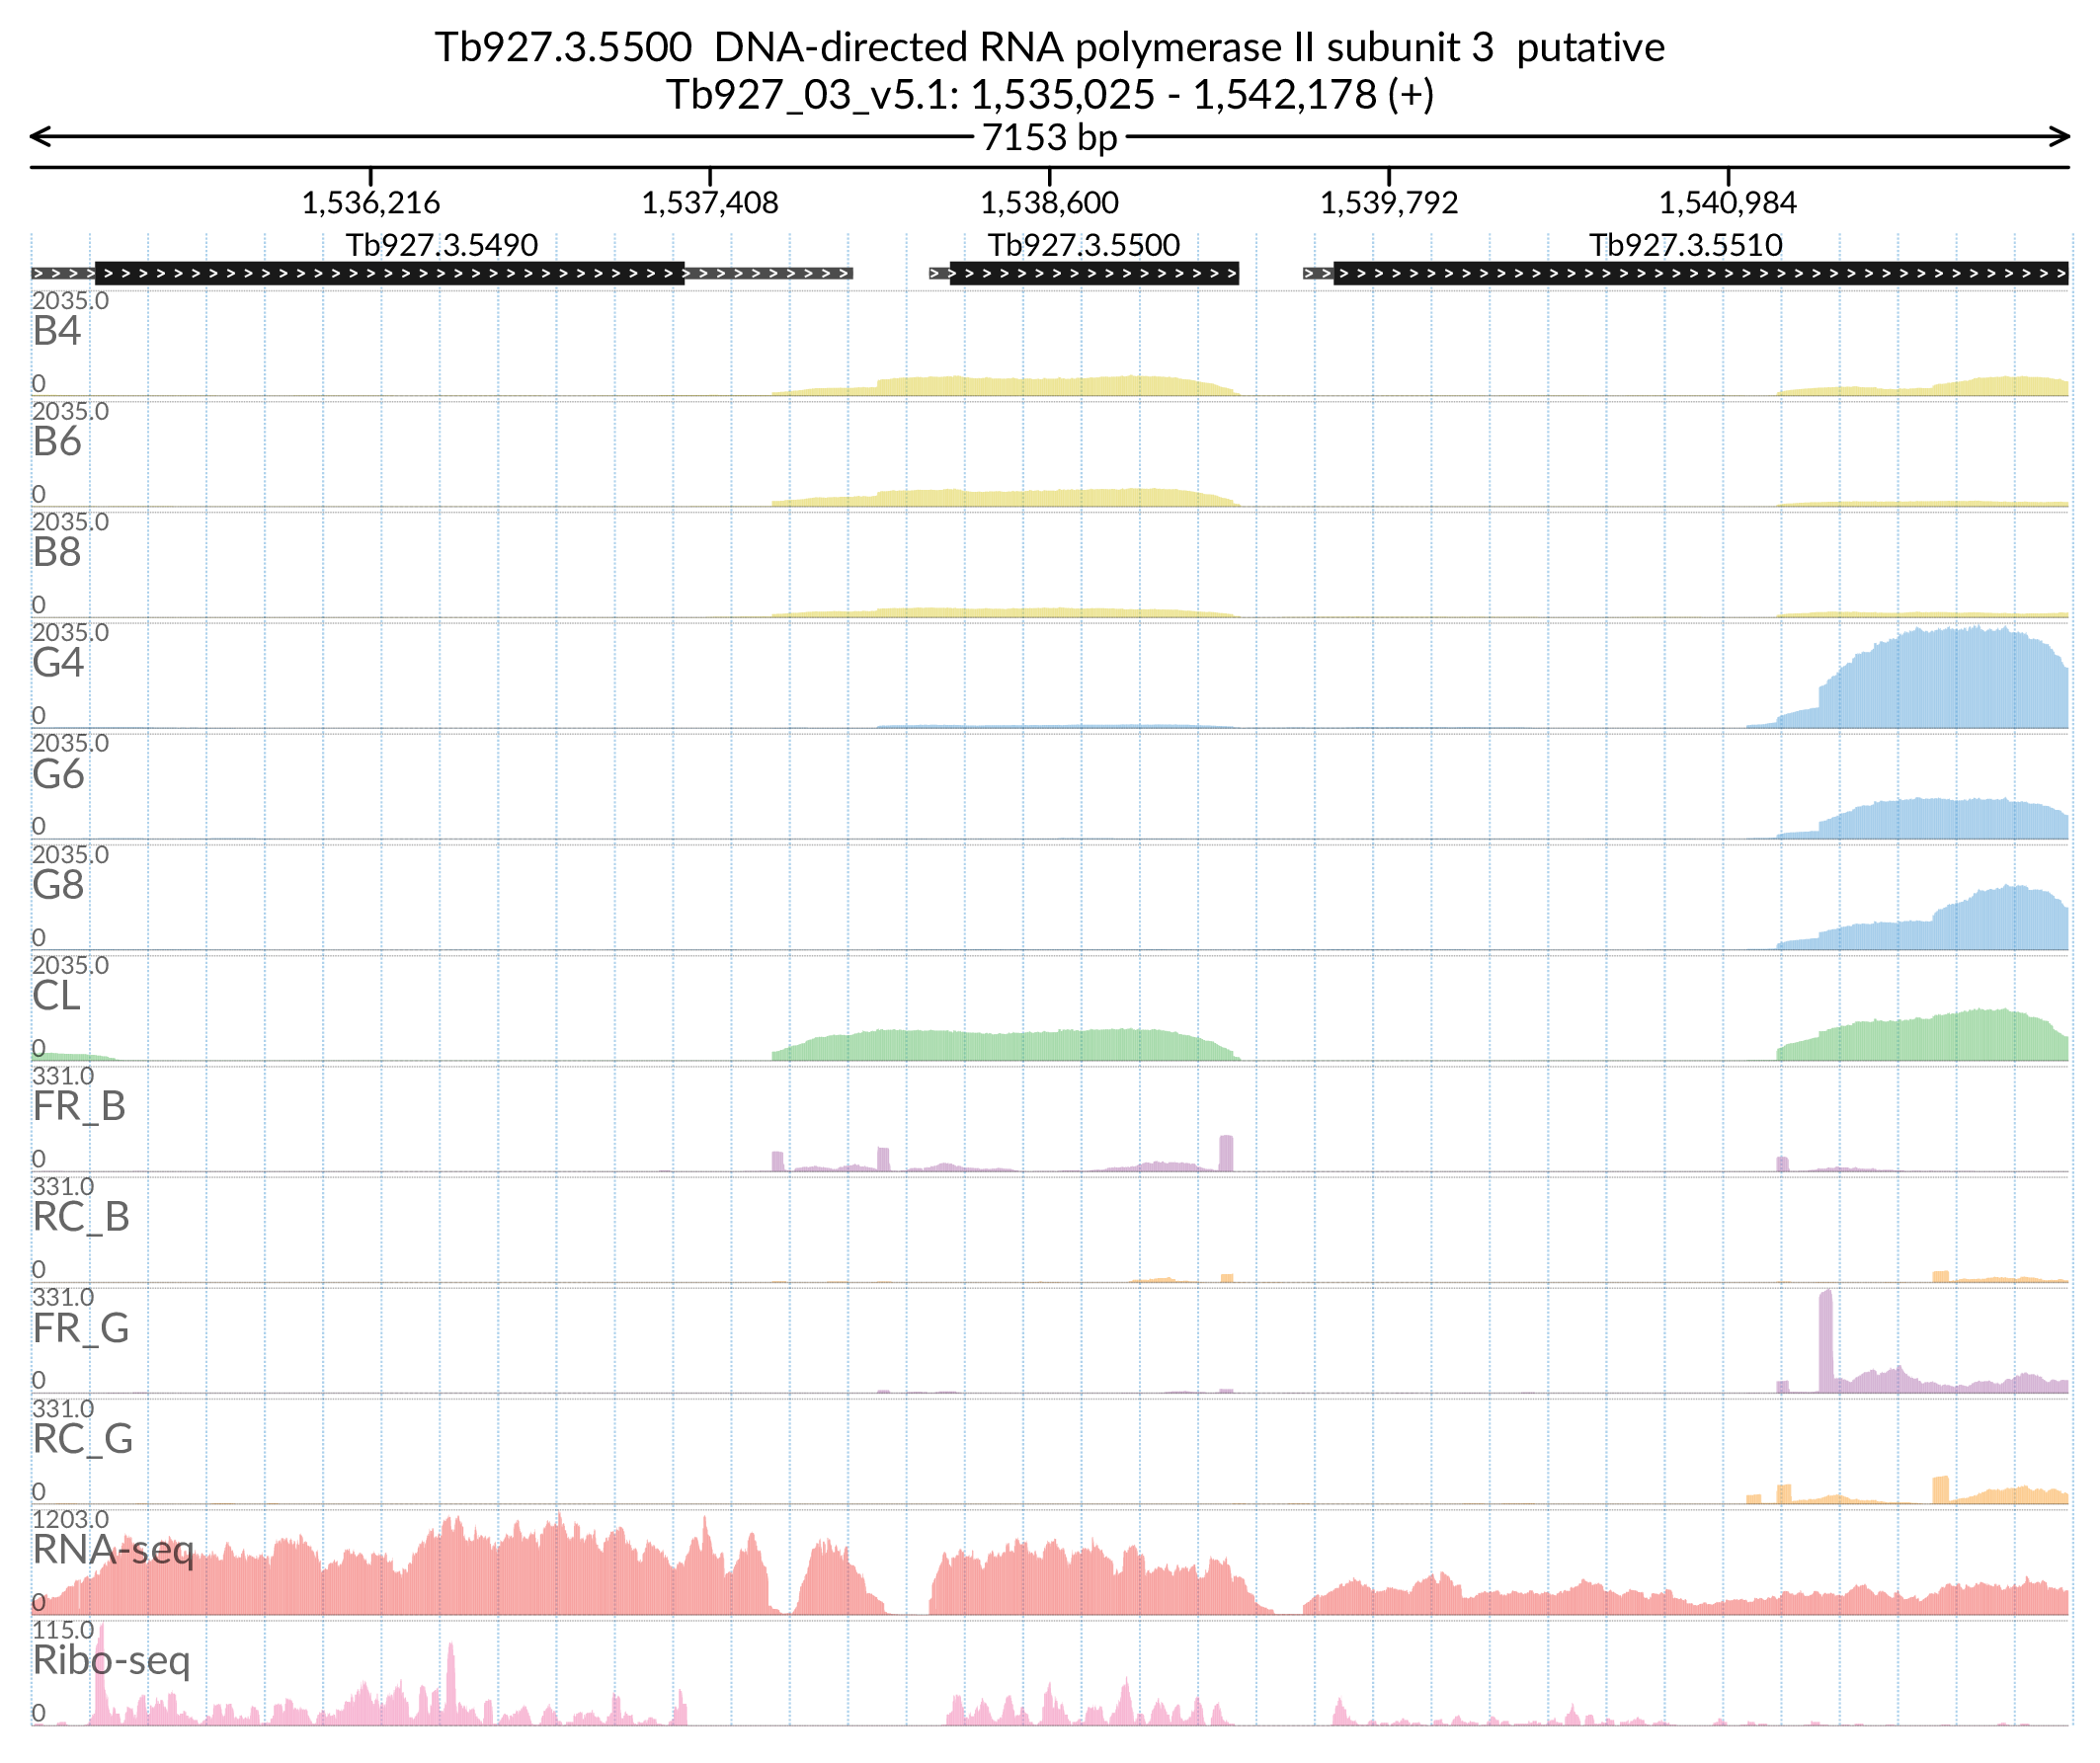 Tb927.3.5500  DNA-directed RNA polymerase II subunit 3  putative
Tb927_03_v5.1: 1,535,025 - 1,542,178 (+)
7153 bp
1,536,216 1,537,408 1,538,600 1,539,792 1,540,984
Tb927.3.5490 Tb927.3.5500 Tb927.3.5510
2035.0
B4
0
2035.0
B6
0
2035.0
B8
0
2035.0
G4
0
2035.0
G6
0
2035.0
G8
0
2035.0
CL
0
331.0
FR_B
0
331.0
RC_B
0
331.0
FR_G
0
331.0
RC_G
0
1203.0
RNA-seq
0
115.0
Ribo-seq
0